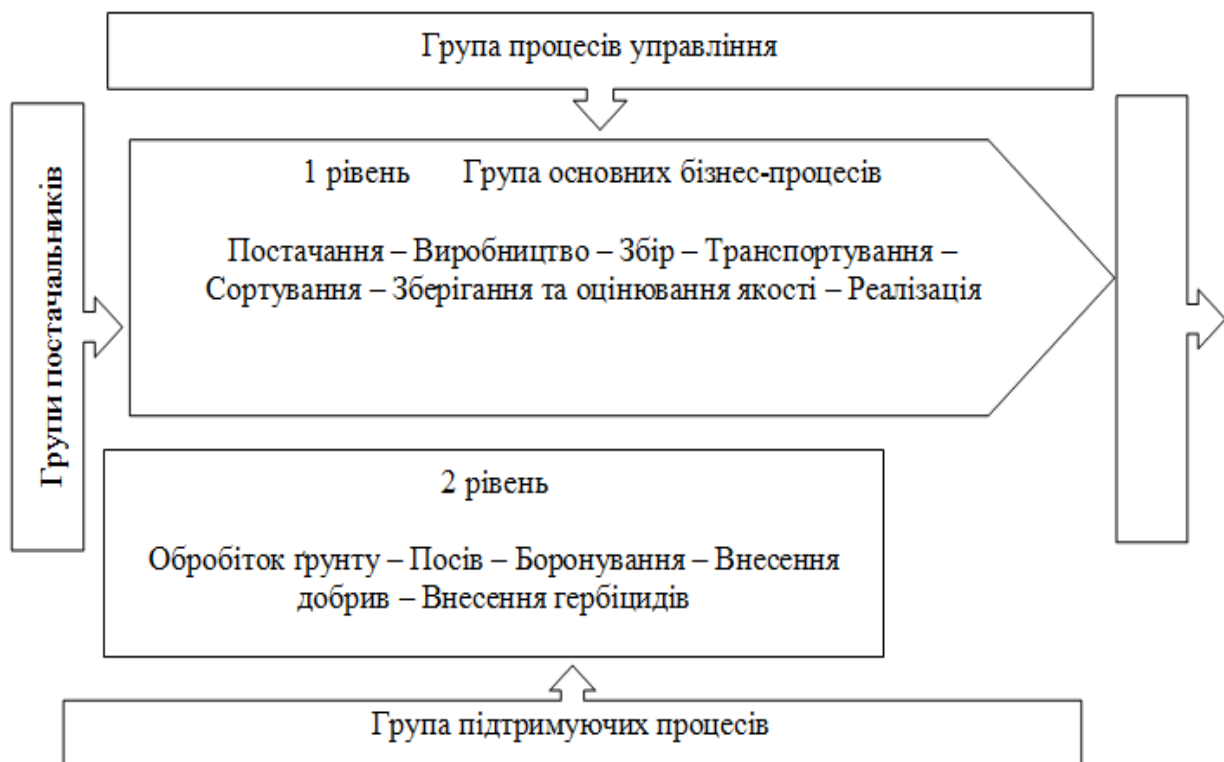 Група процесів управління
Групи постачальників
1 рівень Група основних бізнес-процесів
Постачання – Виробництво – Збір – Транспортування –
Сортування – Зберігання та оцінювання якості – Реалізація
2 рівень
Обробіток ґрунту – Посів – Боронування – Внесення
добрив – Внесення гербіцидів
Група підтримуючих процесів